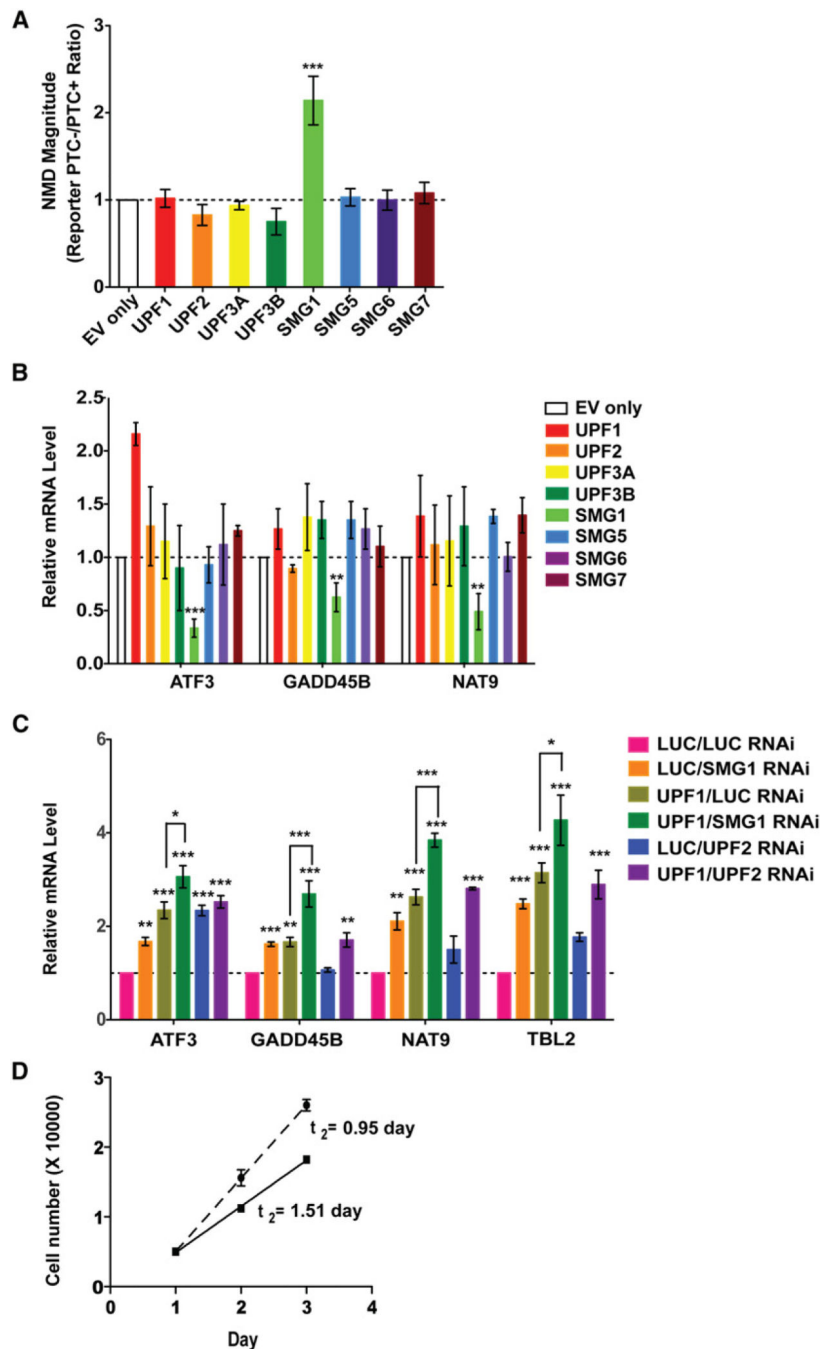 A
NMD Magnitude
(Reporter PTC-/PTC+ Ratio)
3
2
1
0
***
EV only
UPF1
UPF2
UPF3A
UPF3B
SMG1
SMG5
SMG6
SMG7
B
Relative mRNA Level
2.5
2.0
1.5
1.0
0.5
0.0
***
**
**
ATF3
GADD45B
NAT9
EV only
UPF1
UPF2
UPF3A
UPF3B
SMG1
SMG5
SMG6
SMG7
C
Relative mRNA Level
6
4
2
0
*
** *** *** *** ***
***
*** ** *** **
***
** *** *** ***
*
*** *** *** ***
ATF3
GADD45B
NAT9
TBL2
LUC/LUC RNAi
LUC/SMG1 RNAi
UPF1/LUC RNAi
UPF1/SMG1 RNAi
LUC/UPF2 RNAi
UPF1/UPF2 RNAi
D
Cell number (X 10000)
3
2
1
0
t 2= 0.95 day
t 2= 1.51 day
0
1
2
3
4
Day